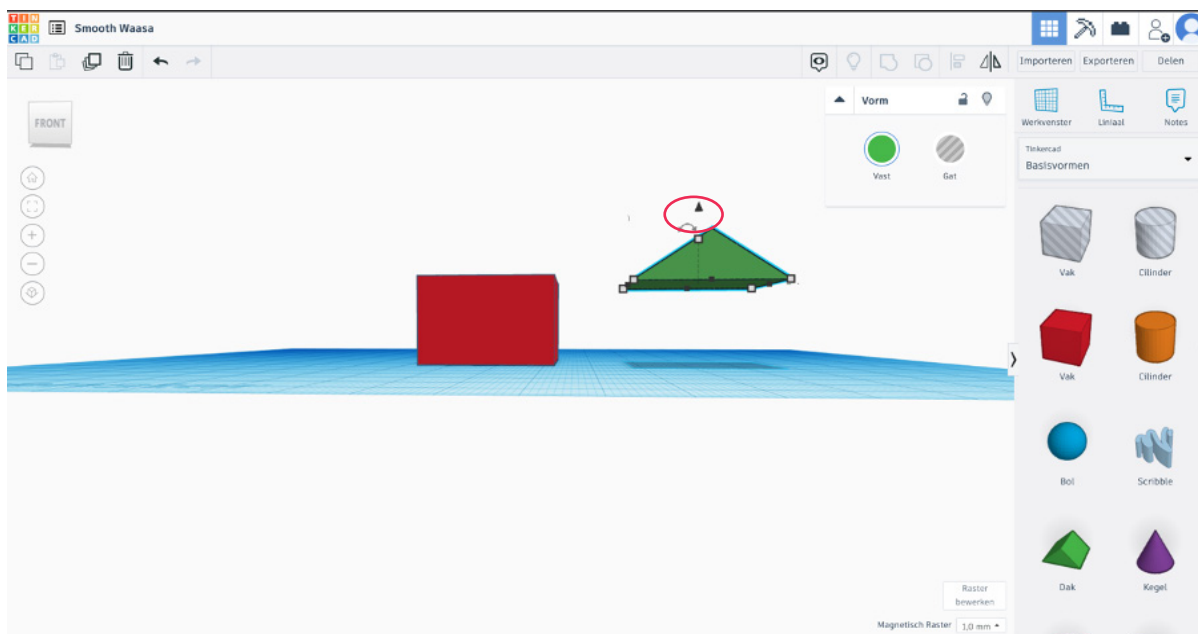 TIN
KER
CAD
Smooth Waasa
Importeren Exporteren Delen
FRONT
Vorm
Vast Gat
Werkvenster Liniaal Notes
Tinkercad
Basisvormen
Vak Cilinder
Vak Cilinder
Bol Scribble
Dak Kegel
Raster
bewerken
Magnetisch Raster 1,0 mm